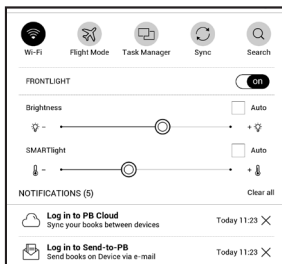 Wi-Fi Flight Mode Task Manager Sync Search
FRONTLIGHT on
Brightness Auto
- +
SMARTlight Auto
- +
NOTIFICATIONS (5) Clear all
Log in to PB Cloud
Sync your books between devices
Today 11:23
Log in to Send-to-PB
Send books on Device via e-mail
Today 11:23